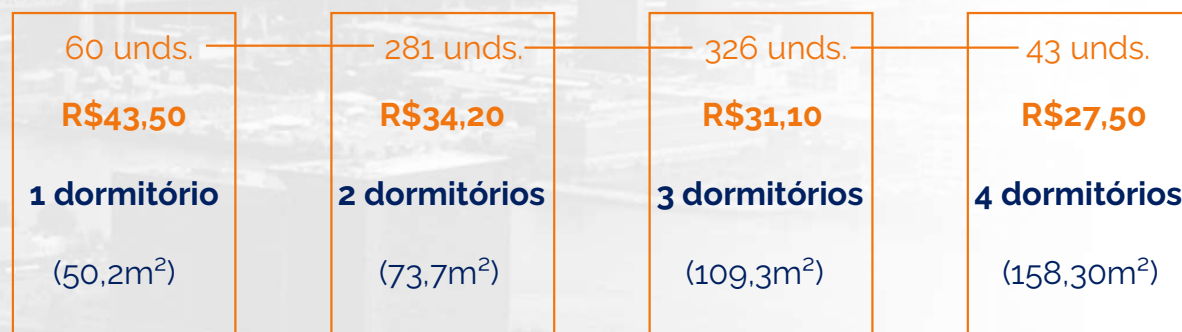 60 unds.
R$43,50
1 dormitório
(50,2m²)
281 unds.
R$34,20
2 dormitórios
(73,7m²)
326 unds.
R$31,10
3 dormitórios
(109,3m²)
43 unds.
R$27,50
4 dormitórios
(158,30m²)